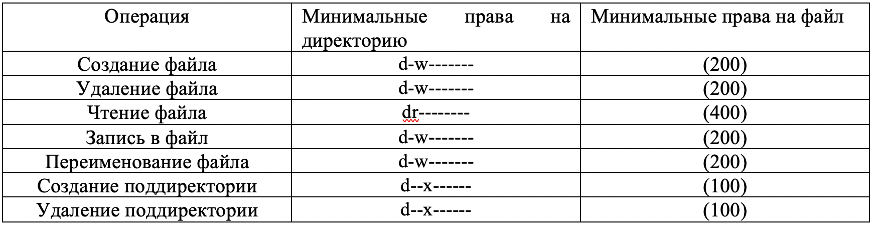 Операция Минимальные права на директорию Минимальные права на файл
Создание файла d-w------- (200)
Удаление файла d-w------- (200)
Чтение файла dr-------- (400)
Запись в файл d-w------- (200)
Переименование файла d-w------- (200)
Создание поддиректории d--x------ (100)
Удаление поддиректории d--x------ (100)